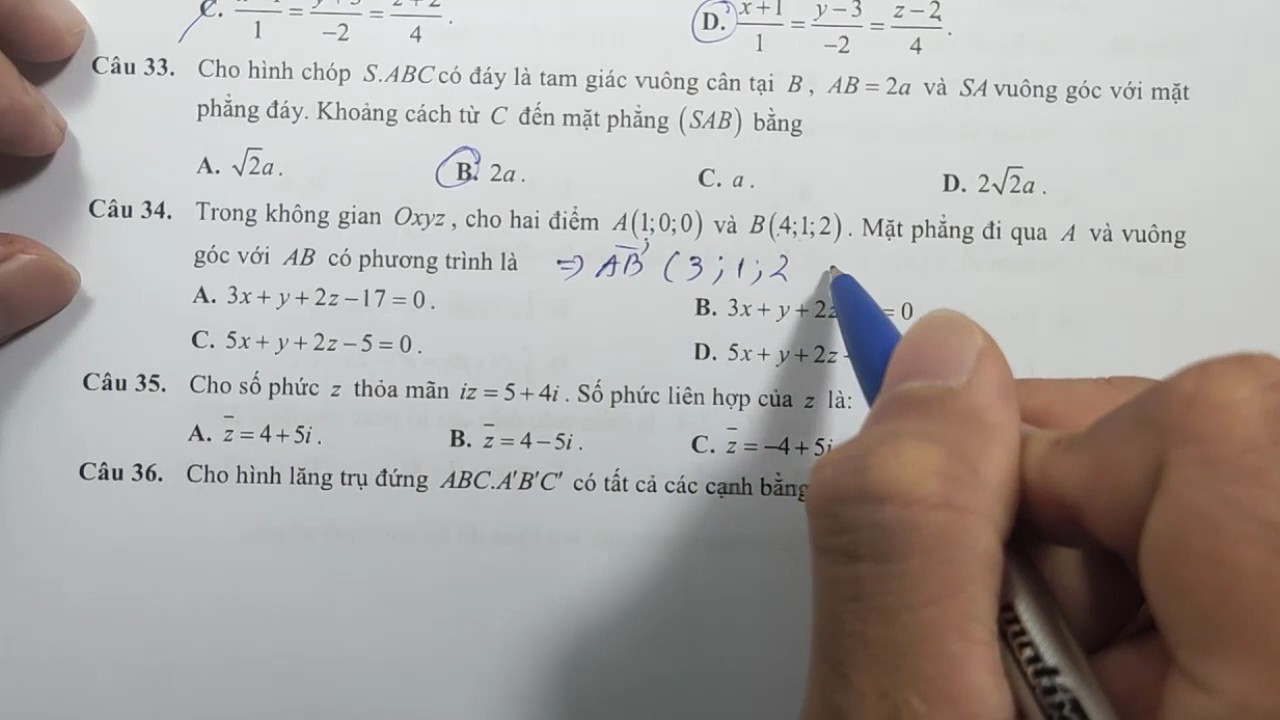 C. /1 = /-2 = /4 .
D. x+1/1 = y-3/-2 = z-2/4 .
Câu 33. Cho hình chóp S.ABC có đáy là tam giác vuông cân tại B , AB = 2a và SA vuông góc với mặt
phẳng đáy. Khoảng cách từ C đến mặt phẳng (SAB) bằng
A. √2a . B. 2a . C. a . D. 2√2a .
Câu 34. Trong không gian Oxyz , cho hai điểm A(1;0;0) và B(4;1;2) . Mặt phẳng đi qua A và vuông
góc với AB có phương trình là ⇒ AB (3 ; 1 ; 2
A. 3x + y + 2z − 17 = 0 . B. 3x + y + 2z = 0
C. 5x + y + 2z − 5 = 0 . D. 5x + y + 2z
Câu 35. Cho số phức z thỏa mãn iz = 5 + 4i . Số phức liên hợp của z là:
A. z̄ = 4 + 5i . B. z̄ = 4 − 5i . C. z̄ = −4 + 5i
Câu 36. Cho hình lăng trụ đứng ABC.A'B'C' có tất cả các cạnh bằng